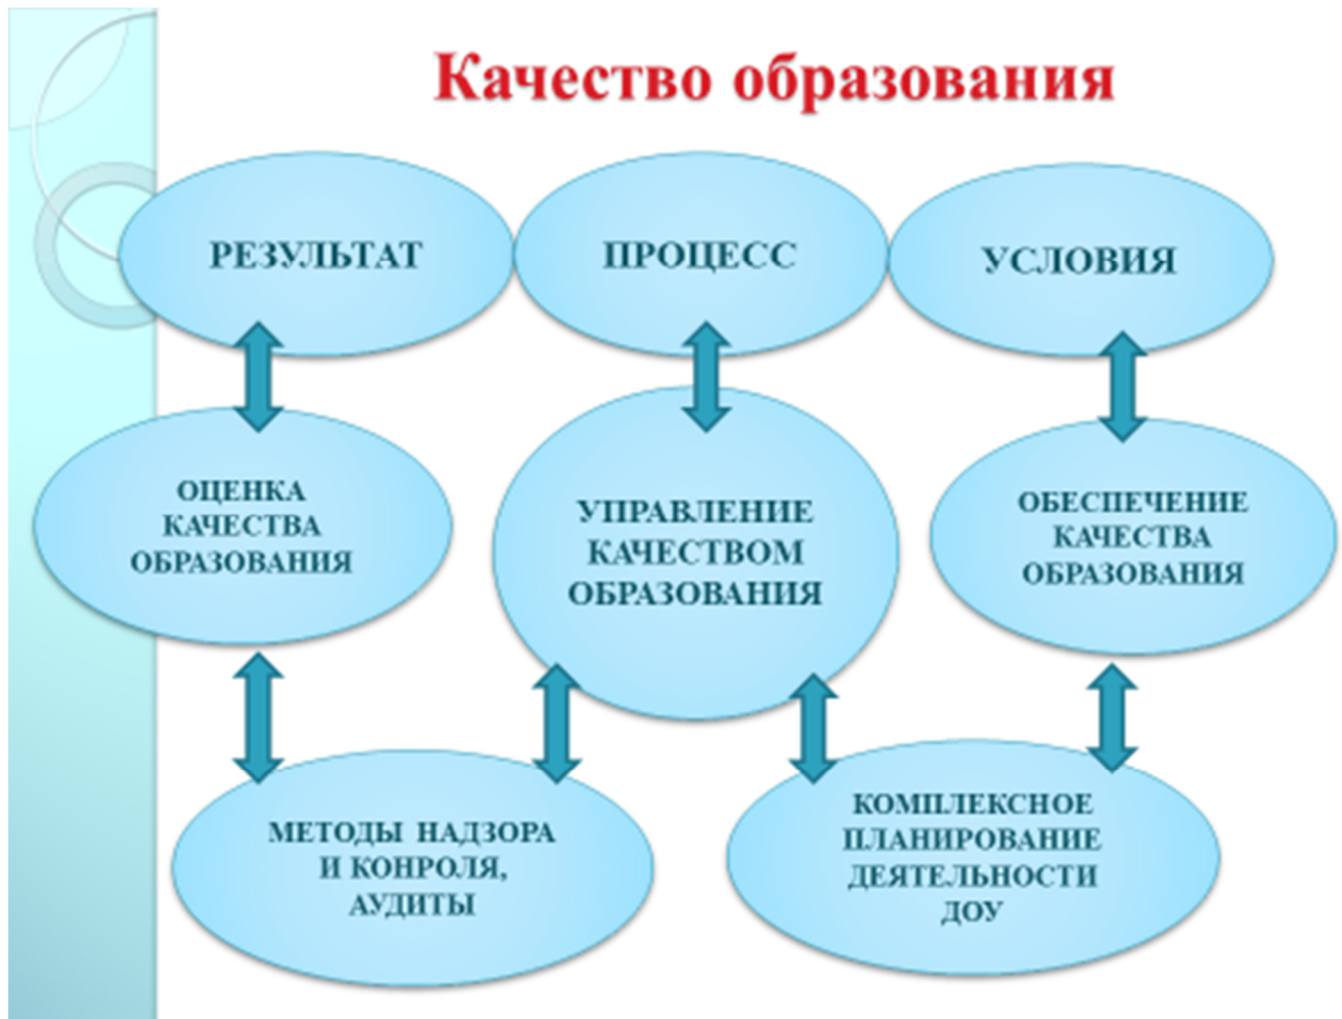 Качество образования
РЕЗУЛЬТАТ
ПРОЦЕСС
УСЛОВИЯ
ОЦЕНКА
КАЧЕСТВА
ОБРАЗОВАНИЯ
УПРАВЛЕНИЕ
КАЧЕСТВОМ
ОБРАЗОВАНИЯ
ОБЕСПЕЧЕНИЕ
КАЧЕСТВА
ОБРАЗОВАНИЯ
МЕТОДЫ НАДЗОРА
И КОНРОЛЯ,
АУДИТЫ
КОМПЛЕКСНОЕ
ПЛАНИРОВАНИЕ
ДЕЯТЕЛЬНОСТИ
ДОУ